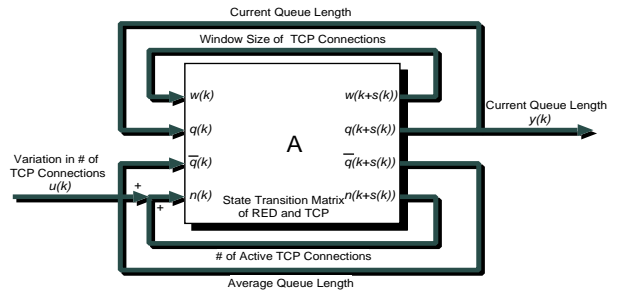 Current Queue Length
Window Size of TCP Connections
w(k)
w(k+s(k))
Current Queue Length
y(k)
q(k)
q(k+s(k))
A
Variation in # of
TCP Connections
u(k)
q̅(k)
q̅(k+s(k))
+
+
n(k)
n(k+s(k))
State Transition Matrix
of RED and TCP
# of Active TCP Connections
Average Queue Length